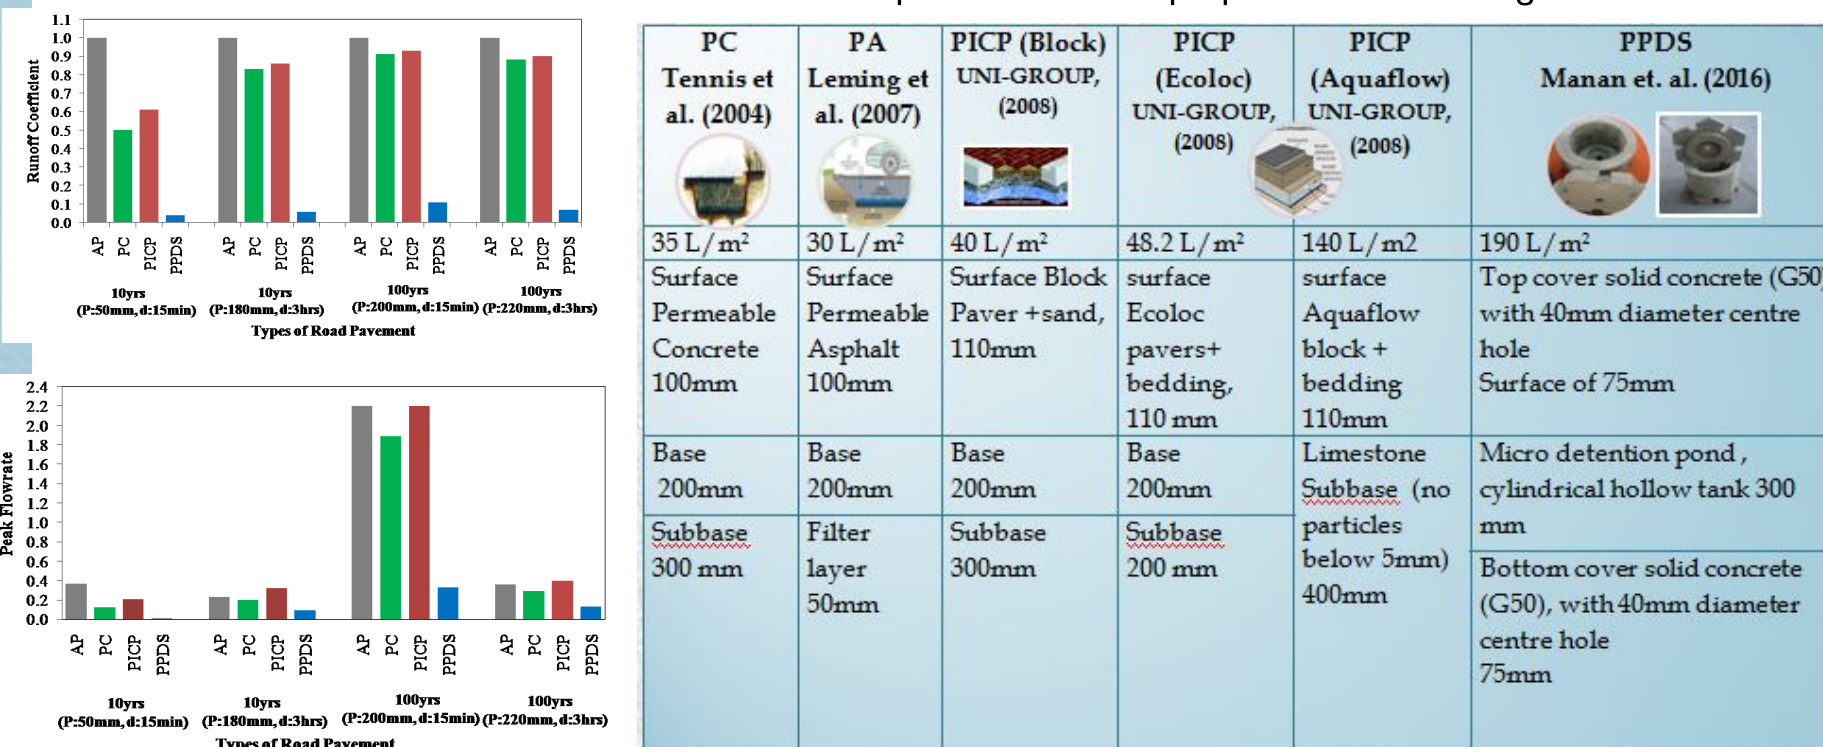 1.1
1.0
0.9
0.8
0.7
0.6
0.5
0.4
0.3
0.2
0.1
0.0
Runoff Coefficient
AP PC PICP PPDS AP PC PICP PPDS AP PC PICP PPDS AP PC PICP PPDS
10yrs
(P:50mm, d:15min)
10yrs
(P:180mm, d:3hrs)
100yrs
(P:200mm, d:15min)
100yrs
(P:220mm, d:3hrs)
Types of Road Pavement
2.4
2.2
2.0
1.8
1.6
1.4
1.2
1.0
0.8
0.6
0.4
0.2
0.0
Peak Flowrate
AP PC PICP PPDS AP PC PICP PPDS AP PC PICP PPDS AP PC PICP PPDS
10yrs
(P:50mm, d:15min)
10yrs
(P:180mm, d:3hrs)
100yrs
(P:200mm, d:15min)
100yrs
(P:220mm, d:3hrs)
Types of Road Pavement
PC
Tennis et
al. (2004)
PA
Leming et
al. (2007)
PICP (Block)
UNI-GROUP,
(2008)
PICP
(Ecoloc)
UNI-GROUP,
(2008)
PICP
(Aquaflow)
UNI-GROUP,
(2008)
PPDS
Manan et. al. (2016)
35 L/m²
30 L/m²
40 L/m²
48.2 L/m²
140 L/m2
190 L/m²
Surface
Permeable
Concrete
100mm
Surface
Permeable
Asphalt
100mm
Surface Block
Paver +sand,
110mm
surface
Ecoloc
pavers+
bedding,
110 mm
surface
Aquaflow
block +
bedding
110mm
Top cover solid concrete (G50)
with 40mm diameter centre
hole
Surface of 75mm
Base
200mm
Base
200mm
Base
200mm
Base
200mm
Limestone
Subbase (no
particles
below 5mm)
400mm
Micro detention pond ,
cylindrical hollow tank 300
mm
Subbase
300 mm
Filter
layer
50mm
Subbase
300mm
Subbase
200 mm
Bottom cover solid concrete
(G50), with 40mm diameter
centre hole
75mm